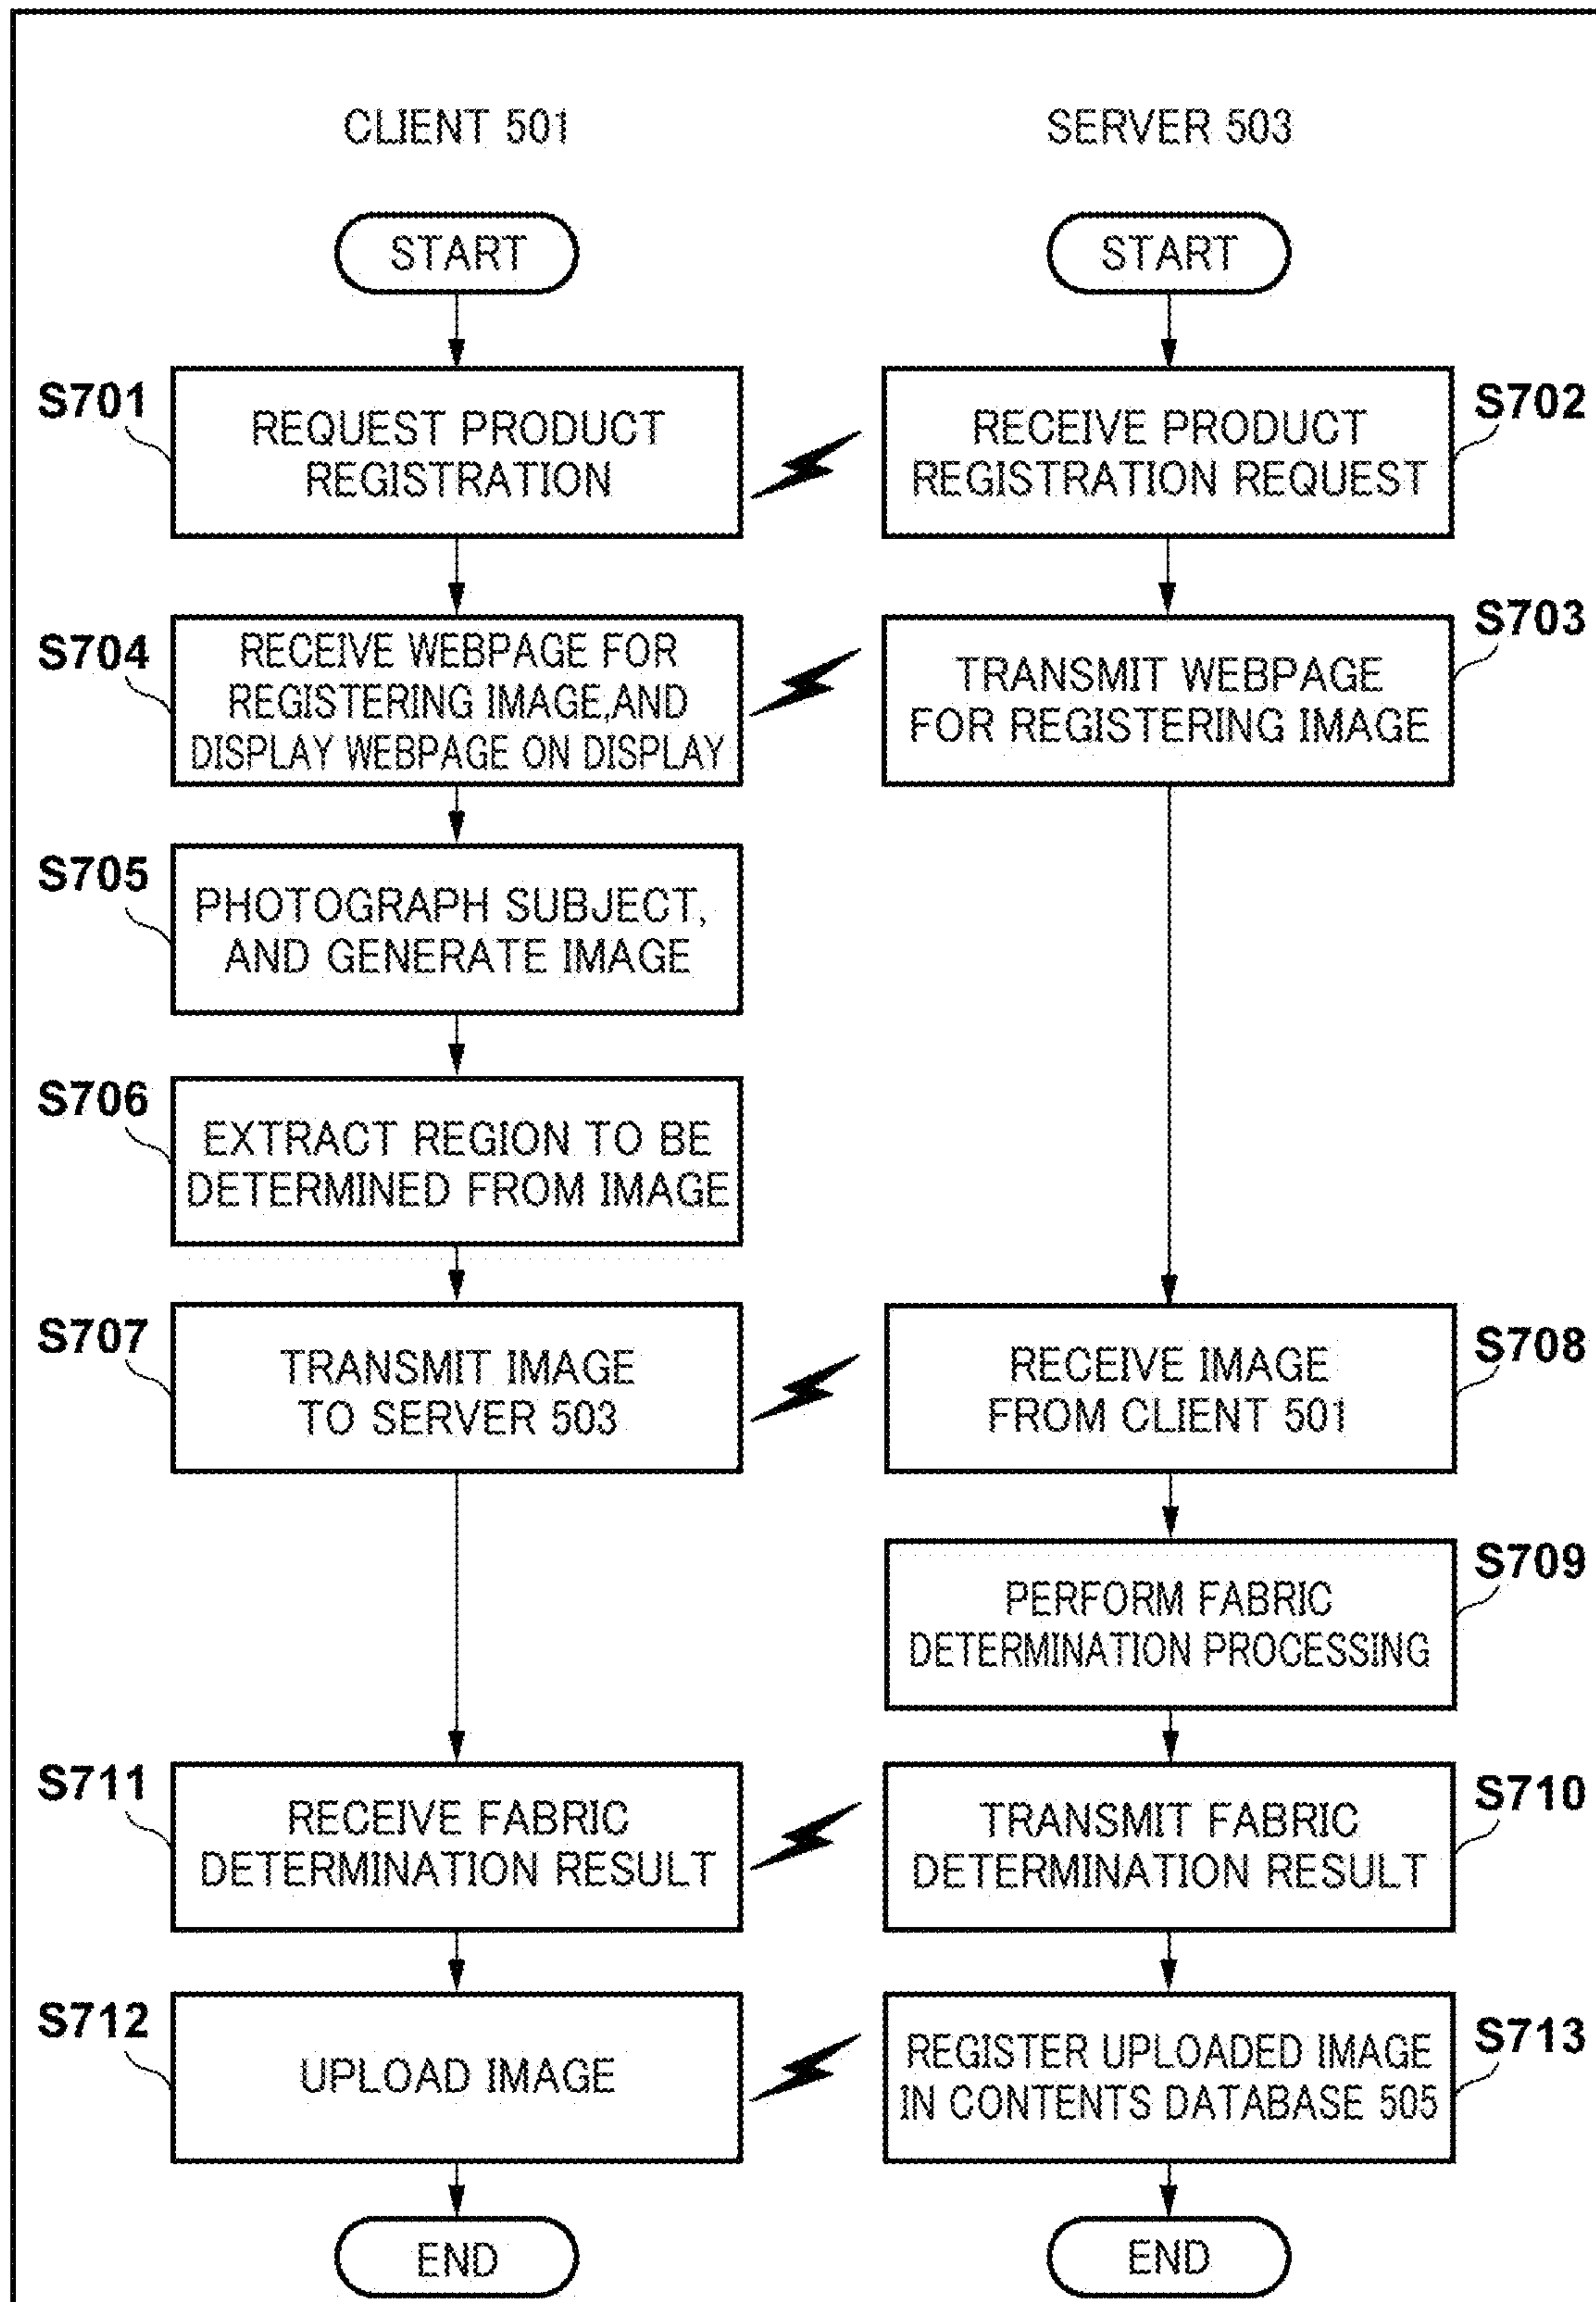 CLIENT 501
SERVER 503
START
START
S701
REQUEST PRODUCT
REGISTRATION
S702
RECEIVE PRODUCT
REGISTRATION REQUEST
S704
RECEIVE WEBPAGE FOR
REGISTERING IMAGE,AND
DISPLAY WEBPAGE ON DISPLAY
S703
TRANSMIT WEBPAGE
FOR REGISTERING IMAGE
S705
PHOTOGRAPH SUBJECT,
AND GENERATE IMAGE
S706
EXTRACT REGION TO BE
DETERMINED FROM IMAGE
S707
TRANSMIT IMAGE
TO SERVER 503
S708
RECEIVE IMAGE
FROM CLIENT 501
S709
PERFORM FABRIC
DETERMINATION PROCESSING
S711
RECEIVE FABRIC
DETERMINATION RESULT
S710
TRANSMIT FABRIC
DETERMINATION RESULT
S712
UPLOAD IMAGE
S713
REGISTER UPLOADED IMAGE
IN CONTENTS DATABASE 505
END
END